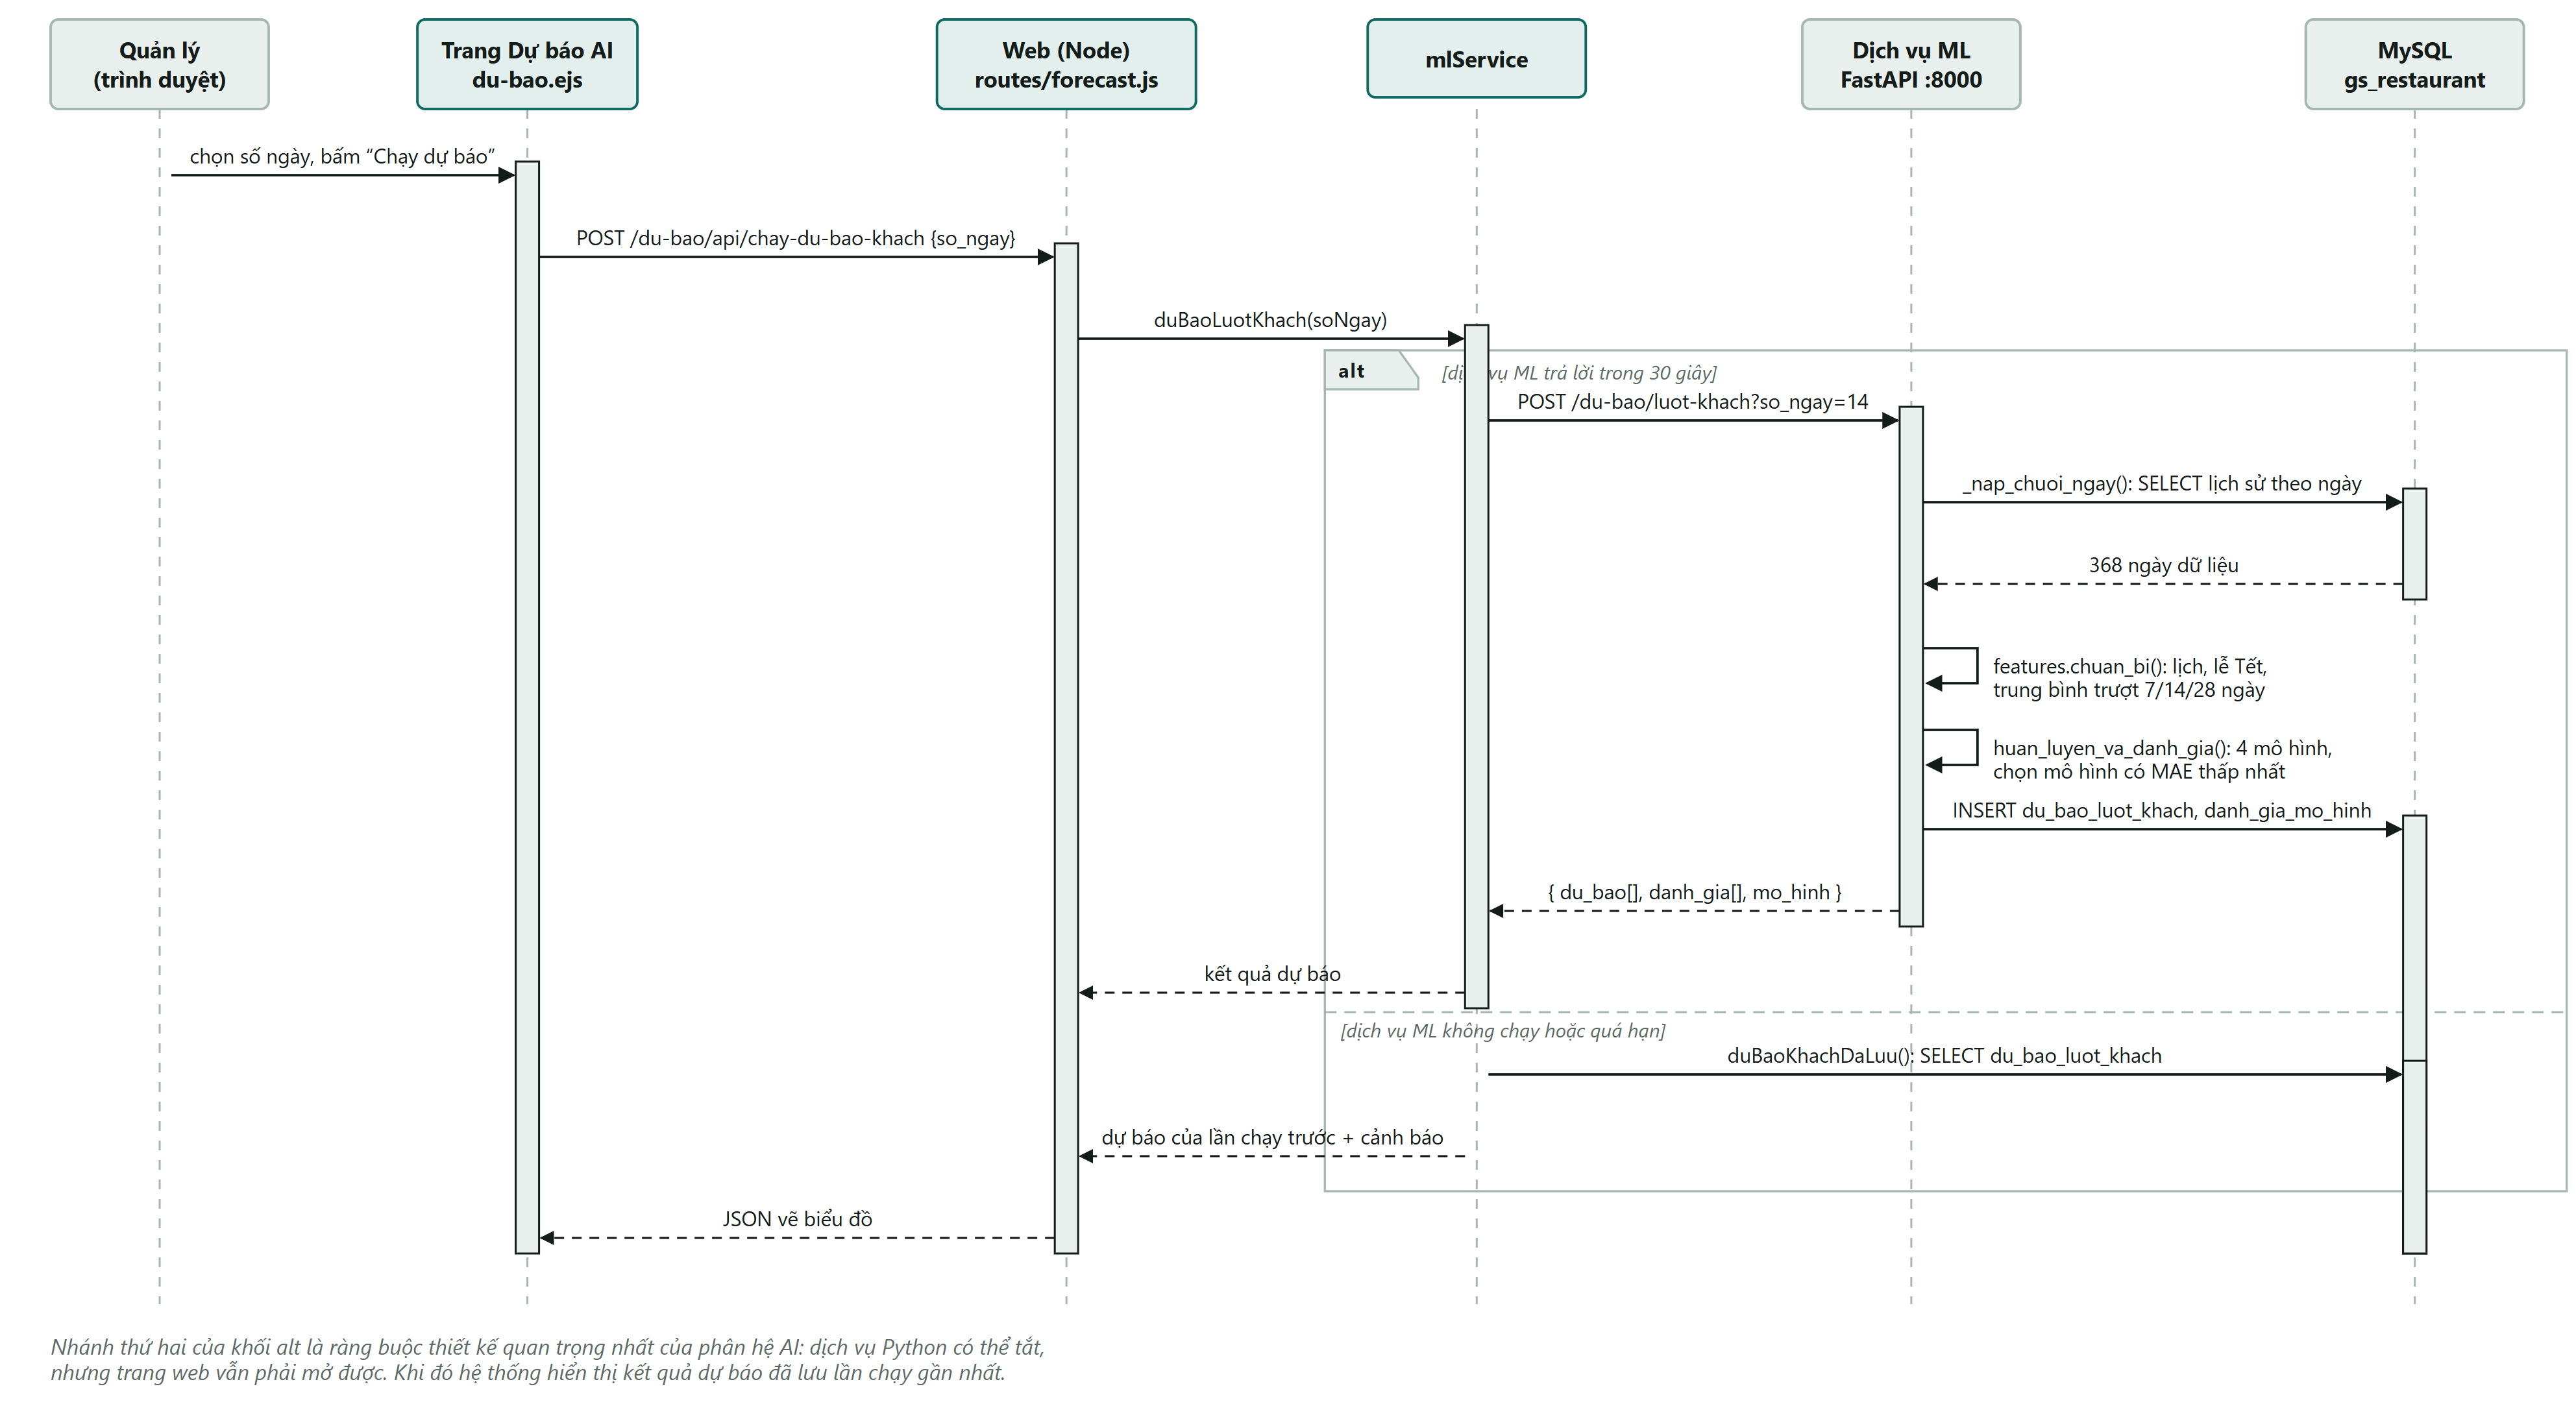 Quản lý
(trình duyệt)
Trang Dự báo AI
du-bao.ejs
Web (Node)
routes/forecast.js
mlService
Dịch vụ ML
FastAPI :8000
MySQL
gs_restaurant
chọn số ngày, bấm “Chạy dự báo”
POST /du-bao/api/chay-du-bao-khach {so_ngay}
duBaoLuotKhach(soNgay)
alt
[dị vụ ML trả lời trong 30 giây]
POST /du-bao/luot-khach?so_ngay=14
_nap_chuoi_ngay(): SELECT lịch sử theo ngày
368 ngày dữ liệu
features.chuan_bi(): lịch, lễ Tết,
trung bình trượt 7/14/28 ngày
huan_luyen_va_danh_gia(): 4 mô hình,
chọn mô hình có MAE thấp nhất
INSERT du_bao_luot_khach, danh_gia_mo_hinh
{ du_bao[], danh_gia[], mo_hinh }
kết quả dự báo
[dịch vụ ML không chạy hoặc quá hạn]
duBaoKhachDaLuu(): SELECT du_bao_luot_khach
dự báo của lần chạy trước + cảnh báo
JSON vẽ biểu đồ
Nhánh thứ hai của khối alt là ràng buộc thiết kế quan trọng nhất của phân hệ AI: dịch vụ Python có thể tắt,
nhưng trang web vẫn phải mở được. Khi đó hệ thống hiển thị kết quả dự báo đã lưu lần chạy gần nhất.